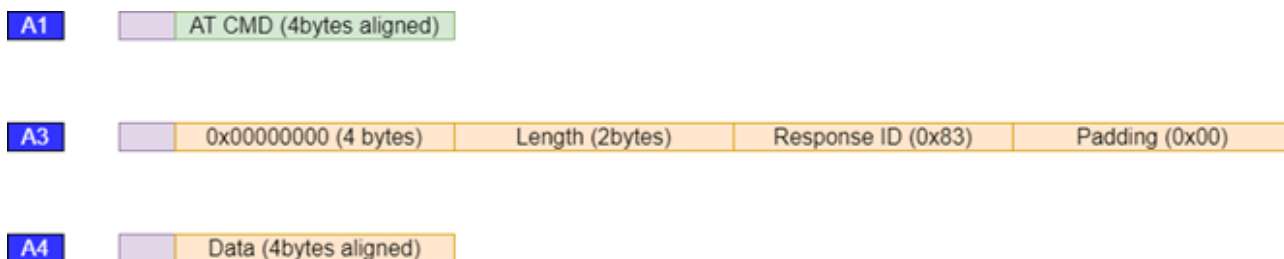 A1 AT CMD (4bytes aligned)
A3 0x00000000 (4 bytes) Length (2bytes) Response ID (0x83) Padding (0x00)
A4 Data (4bytes aligned)